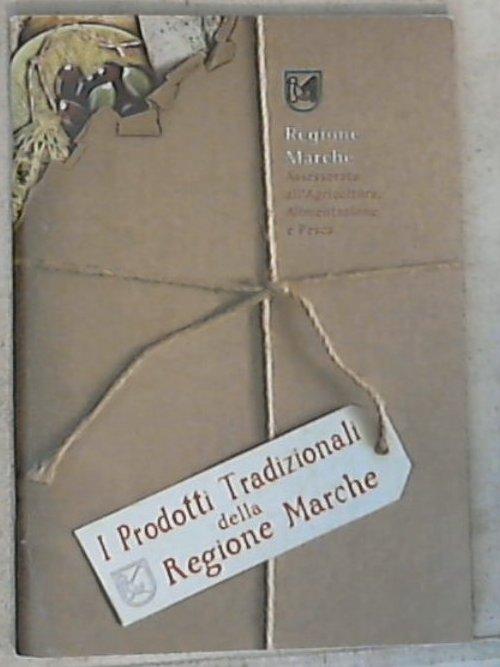 Regione
Marche
Assessorato
all'Agricoltura,
Alimentazione
e Pesca
I Prodotti Tradizionali
della
Regione Marche